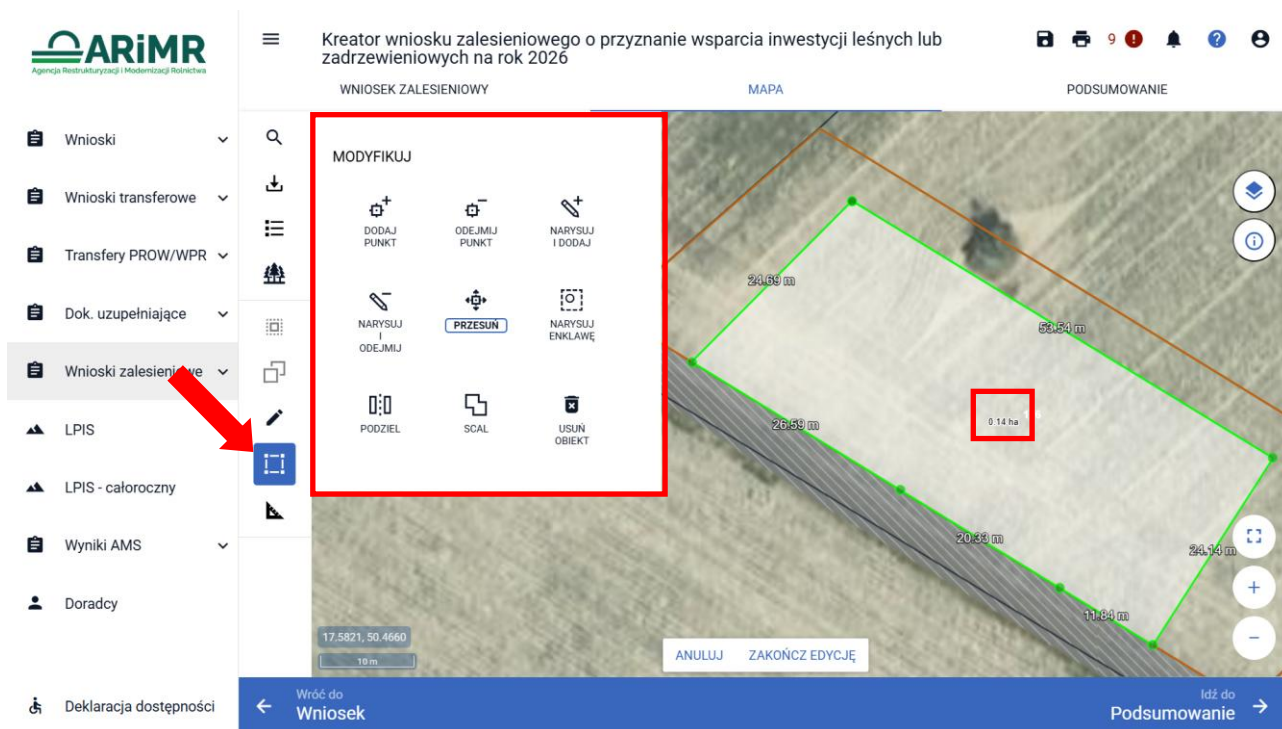 ARiMR
Agencja Restrukturyzacji i Modernizacji Rolnictwa
Kreator wniosku zalesieniowego o przyznanie wsparcia inwestycji leśnych lub
zadrzewieniowych na rok 2026
9
WNIOSEK ZALESIENIOWY
MAPA
PODSUMOWANIE
Wnioski
Wnioski transferowe
Transfery PROW/WPR
Dok. uzupełniające
Wnioski zalesieniowe
LPIS
LPIS - całoroczny
Wyniki AMS
Doradcy
Deklaracja dostępności
MODYFIKUJ
DODAJ
PUNKT
ODEJMIJ
PUNKT
NARYSUJ
I DODAJ
NARYSUJ
I
ODEJMIJ
PRZESUŃ
NARYSUJ
ENKLAWĘ
PODZIEL
SCAL
USUŃ
OBIEKT
24.69 m
53.54 m
0.14 ha
26.59 m
20.33 m
24.14 m
11.84 m
17.5821, 50.4660
10 m
ANULUJ
ZAKOŃCZ EDYCJĘ
Wróć do
Wniosek
Idź do
Podsumowanie